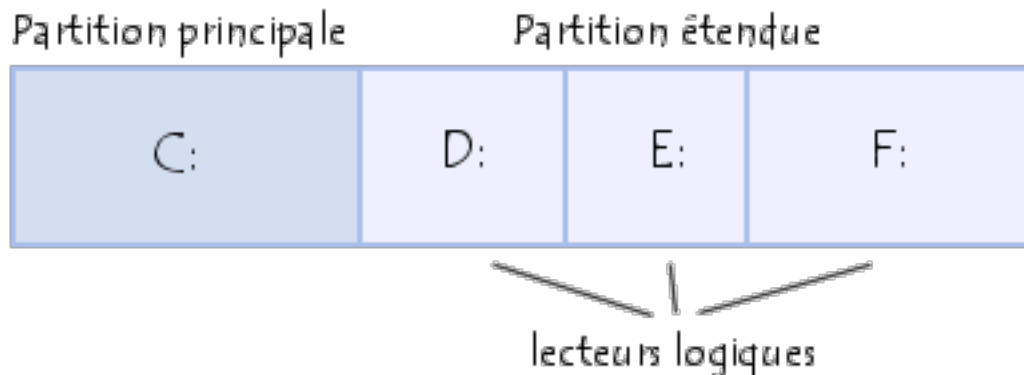 Partition principale
Partition étendue
C:
D:
E:
F:
lecteurs logiques